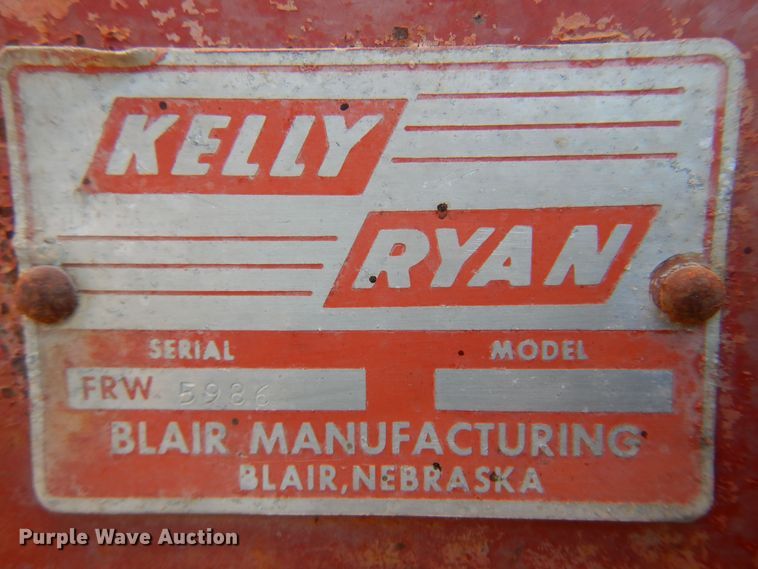 KELLY
RYAN
SERIAL MODEL
FRW 5986
BLAIR MANUFACTURING
BLAIR, NEBRASKA
Purple Wave Auction